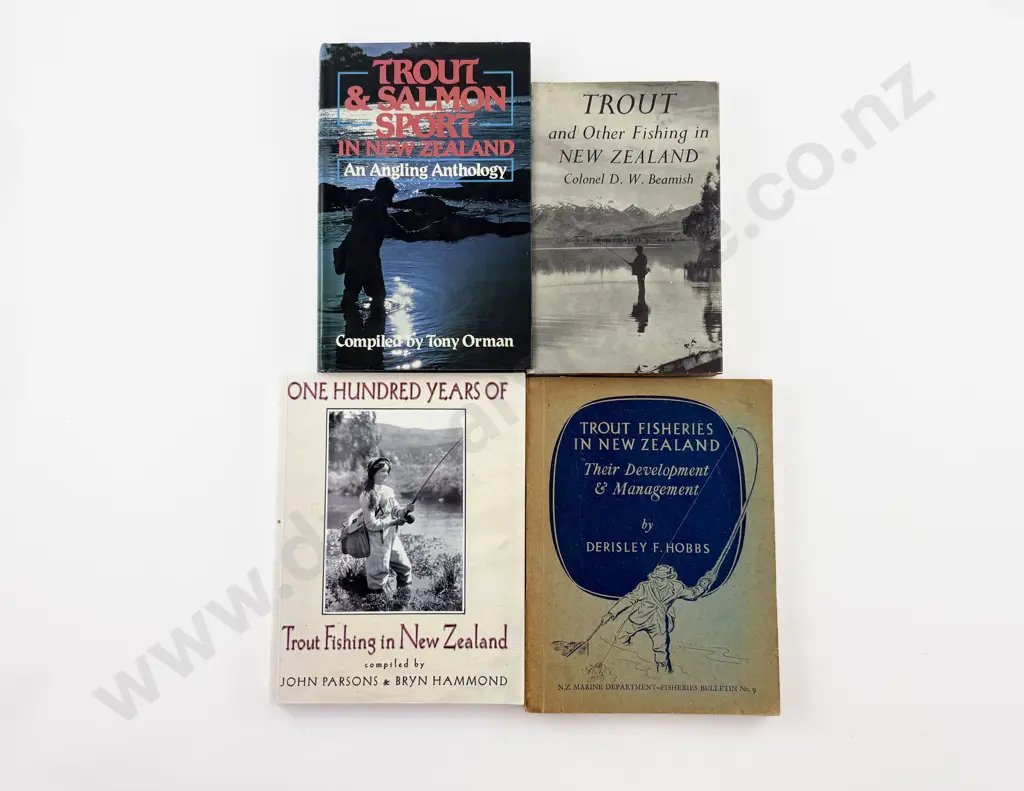 TROUT
& SALMON
SPORT
IN NEW ZEALAND
An Angling Anthology
Compiled by Tony Orman
TROUT
and Other Fishing in
NEW ZEALAND
Colonel D. W. Beamish
ONE HUNDRED YEARS OF
Trout Fishing in New Zealand
compiled by
JOHN PARSONS & BRYN HAMMOND
TROUT FISHERIES
IN NEW ZEALAND
Their Development
& Management
by
DERISLEY F. HOBBS
N.Z. MARINE DEPARTMENT—FISHERIES BULLETIN No. 9